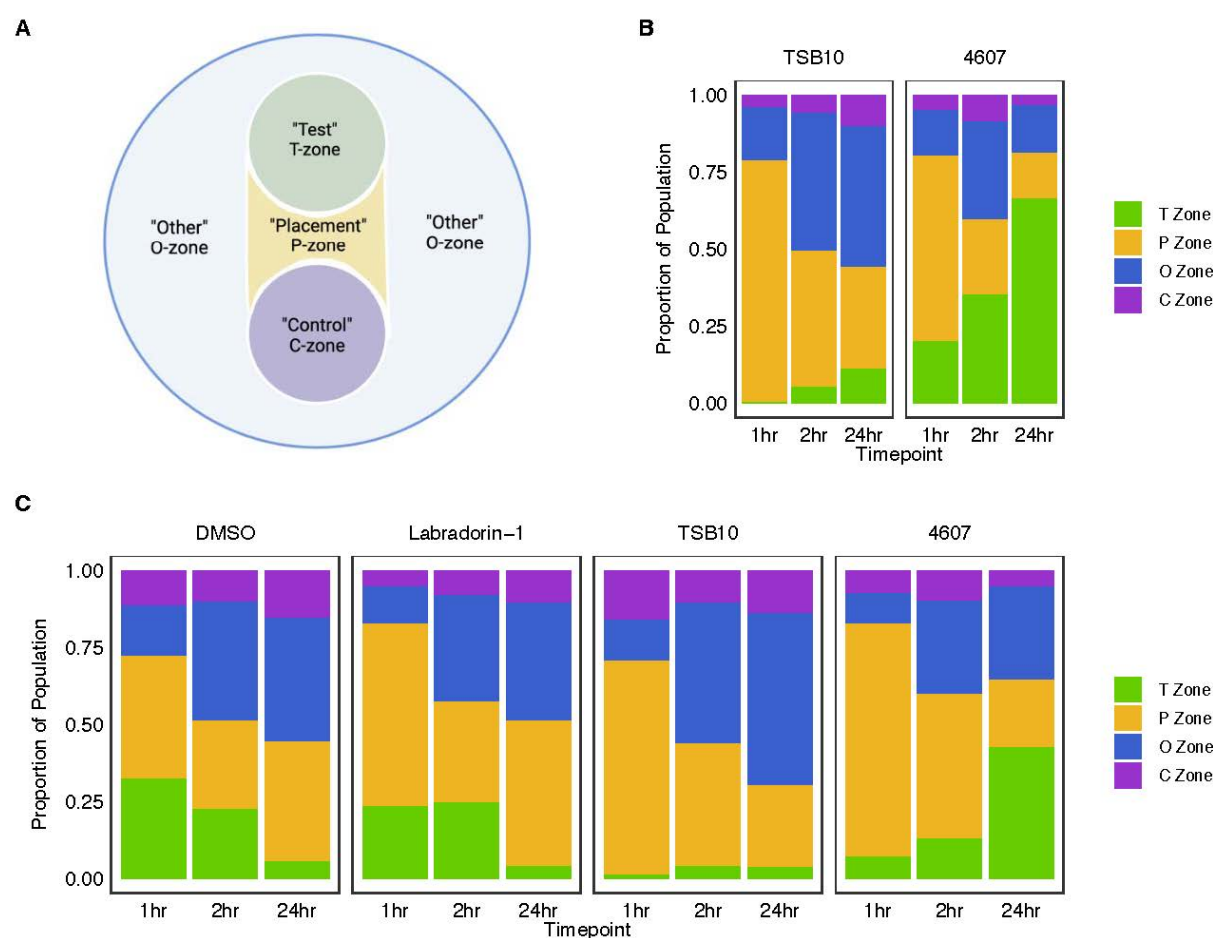 A
"Test"
T-zone
"Other"
O-zone
"Placement"
P-zone
"Other"
O-zone
"Control"
C-zone
B
TSB10 4607
Proportion of Population
1.00
0.75
0.50
0.25
0.00
1hr 2hr 24hr 1hr 2hr 24hr
Timepoint
T Zone
P Zone
O Zone
C Zone
C
DMSO Labradorin−1 TSB10 4607
Proportion of Population
1.00
0.75
0.50
0.25
0.00
1hr 2hr 24hr 1hr 2hr 24hr 1hr 2hr 24hr 1hr 2hr 24hr
Timepoint
T Zone
P Zone
O Zone
C Zone